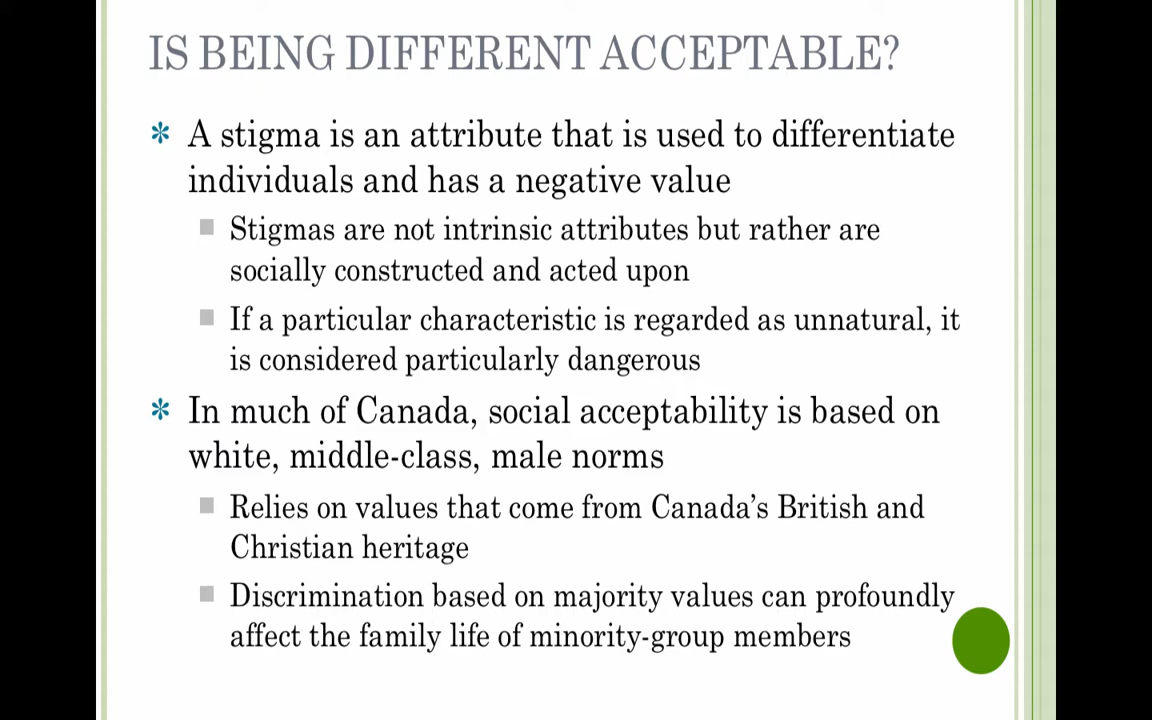 IS BEING DIFFERENT ACCEPTABLE?
* A stigma is an attribute that is used to differentiate
individuals and has a negative value
■ Stigmas are not intrinsic attributes but rather are
socially constructed and acted upon
■ If a particular characteristic is regarded as unnatural, it
is considered particularly dangerous
* In much of Canada, social acceptability is based on
white, middle-class, male norms
■ Relies on values that come from Canada’s British and
Christian heritage
■ Discrimination based on majority values can profoundly
affect the family life of minority-group members